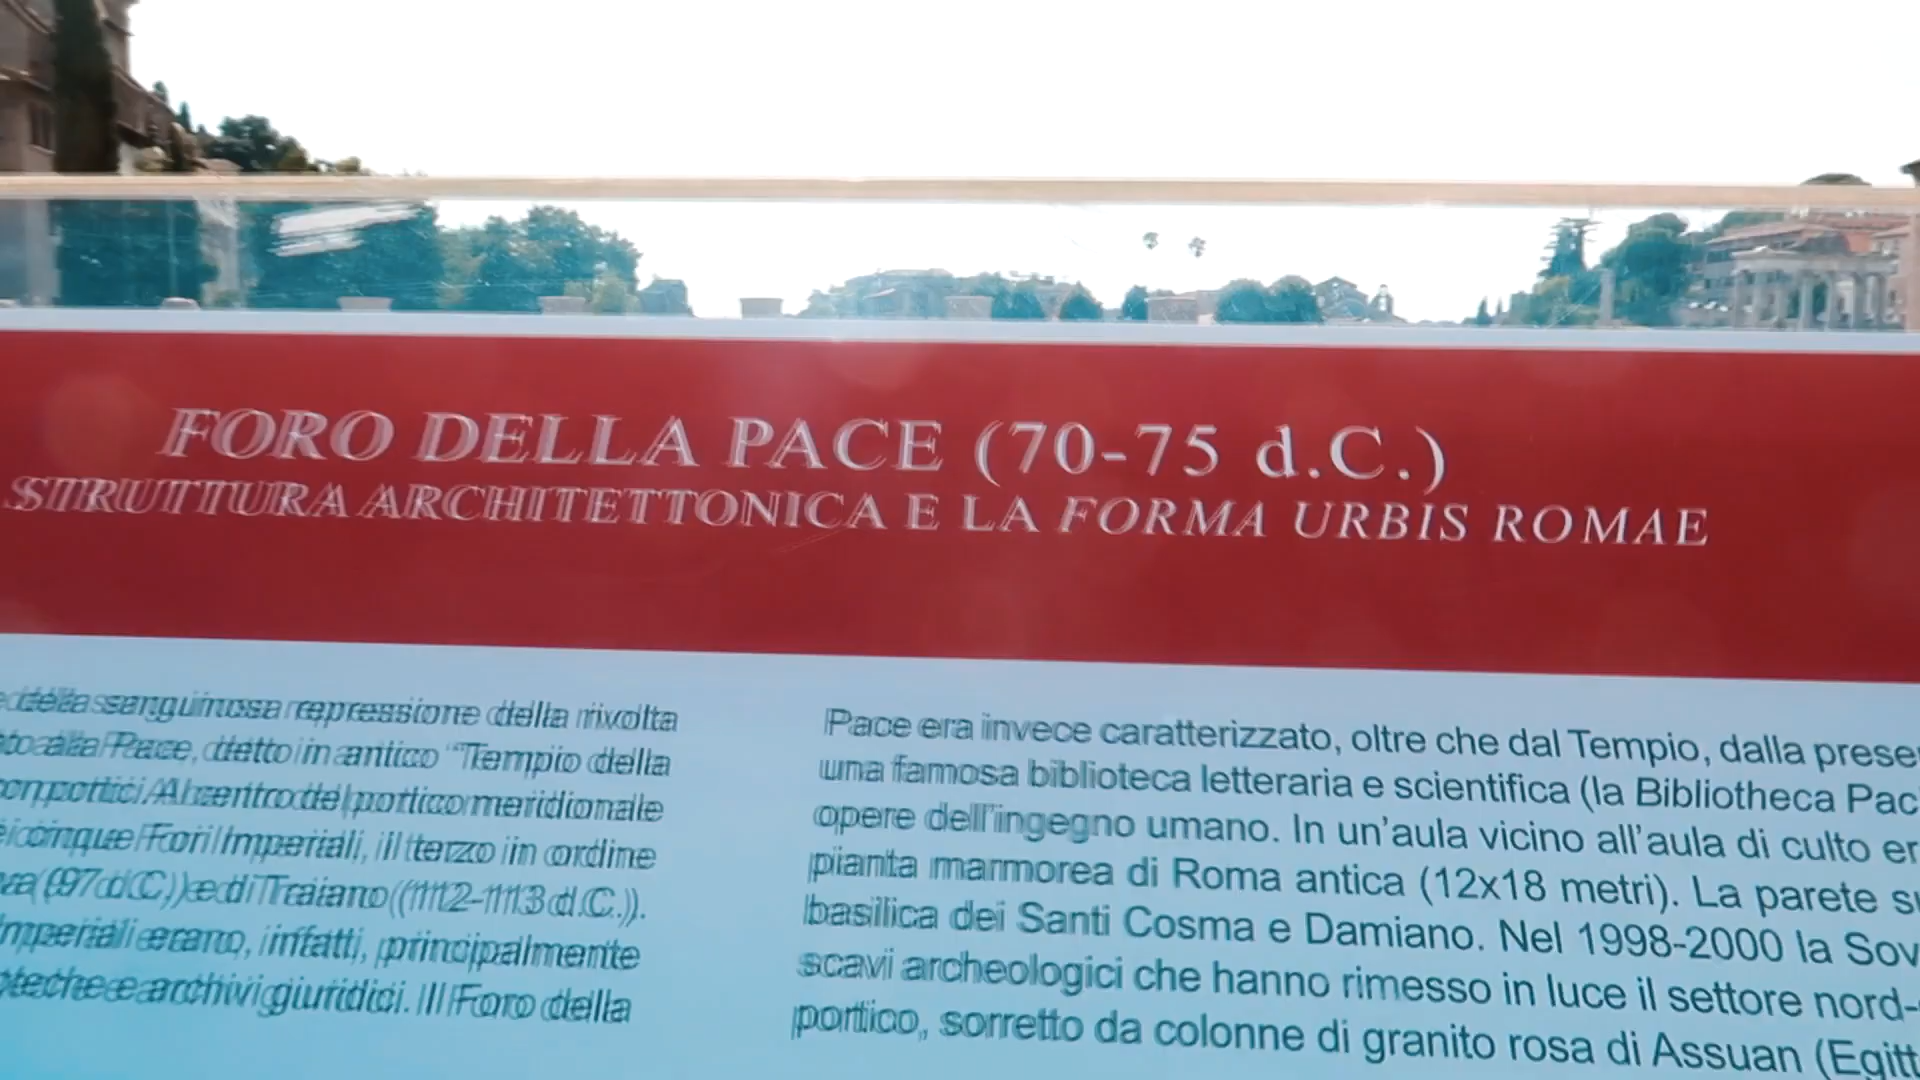 FORO DELLA PACE (70-75 d.C.)
STRUTTURA ARCHITETTONICA E LA FORMA URBIS ROMAE
della sanguinosa repressione della rivolta
alla Pace, detto in antico “Tempio della
portici. Al centro del portico meridionale
cinque Fori Imperiali, il terzo in ordine
(97 d.C.) e di Traiano (112-113 d.C.).
Imperiali erano, infatti, principalmente
e archivi giuridici. Il Foro della
Pace era invece caratterizzato, oltre che dal Tempio, dalla prese
una famosa biblioteca letteraria e scientifica (la Bibliotheca Pac
opere dell’ingegno umano. In un’aula vicino all’aula di culto er
pianta marmorea di Roma antica (12x18 metri). La parete su
basilica dei Santi Cosma e Damiano. Nel 1998-2000 la Sov
scavi archeologici che hanno rimesso in luce il settore nord-
portico, sorretto da colonne di granito rosa di Assuan (Egitt